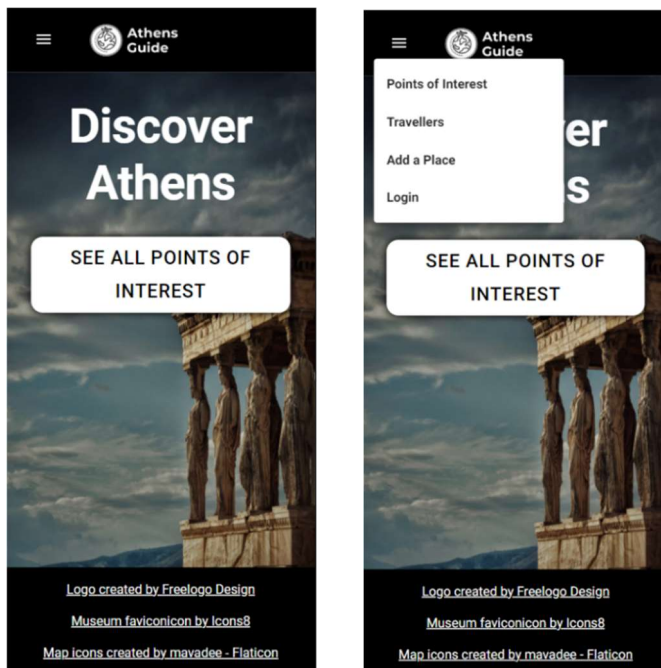 Athens
Guide
Discover
Athens
SEE ALL POINTS OF
INTEREST
Logo created by Freelogo Design
Museum faviconicon by Icons8
Map icons created by mavadee - Flaticon
Athens
Guide
Points of Interest
Travellers
Add a Place
Login
er
s
SEE ALL POINTS OF
INTEREST
Logo created by Freelogo Design
Museum faviconicon by Icons8
Map icons created by mavadee - Flaticon